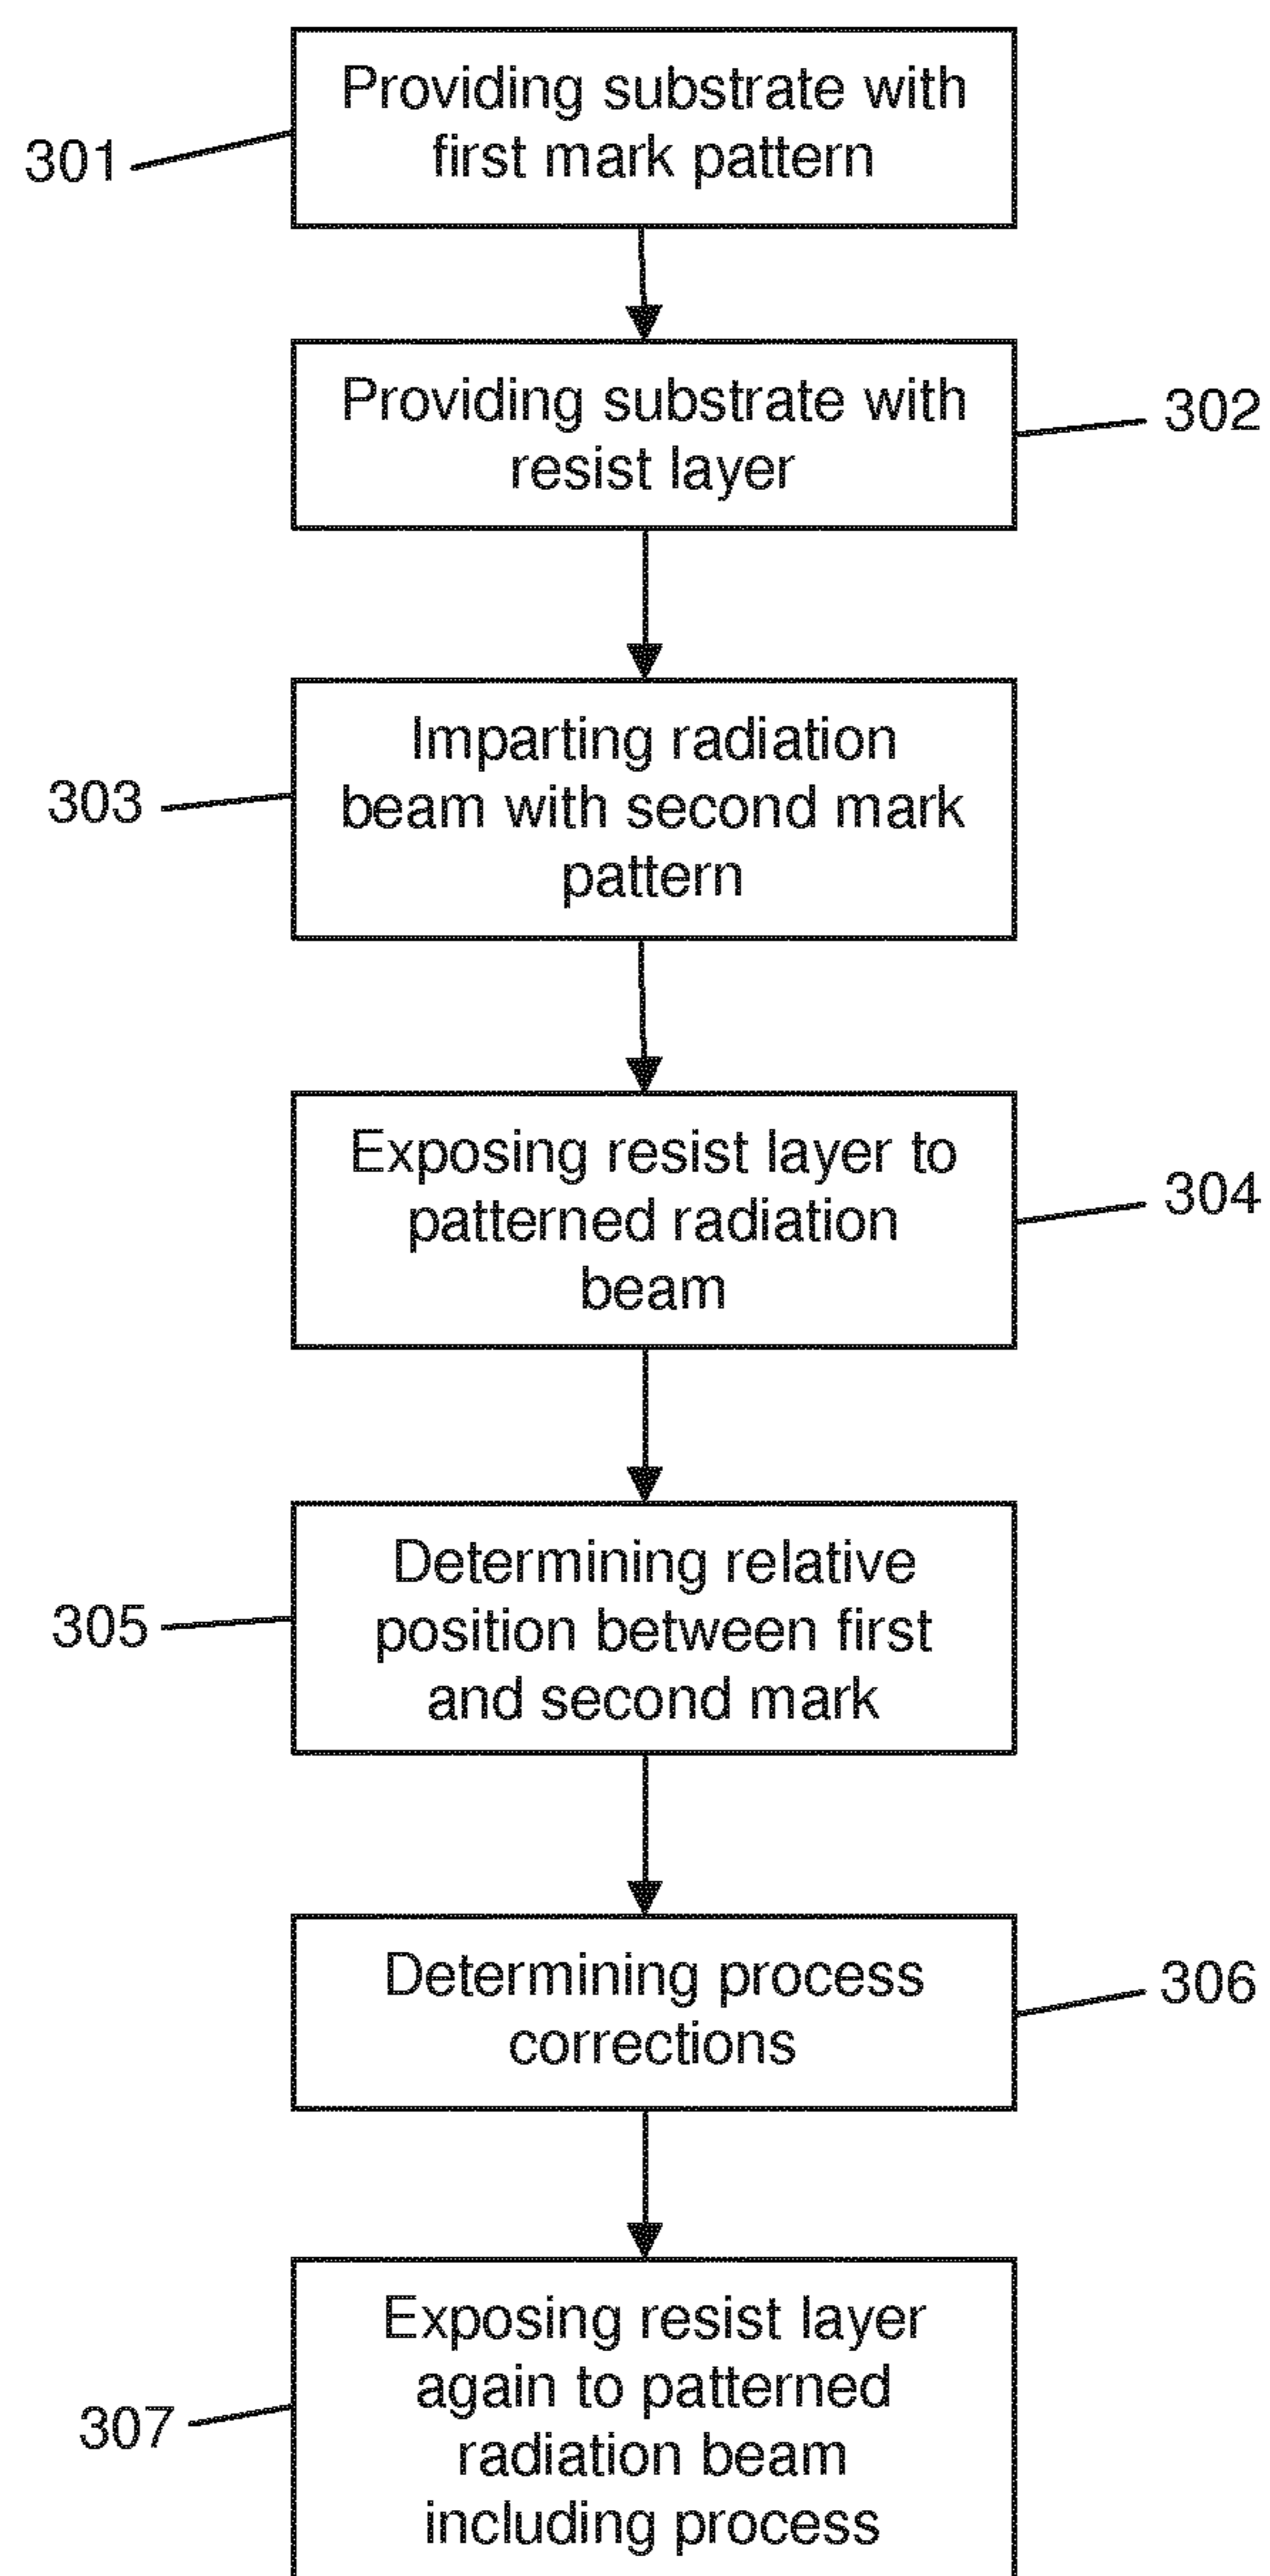 Providing substrate with
first mark pattern
301
Providing substrate with
resist layer
302
Imparting radiation
beam with second mark
pattern
303
Exposing resist layer to
patterned radiation
beam
304
Determining relative
position between first
and second mark
305
Determining process
corrections
306
Exposing resist layer
again to patterned
radiation beam
including process
307